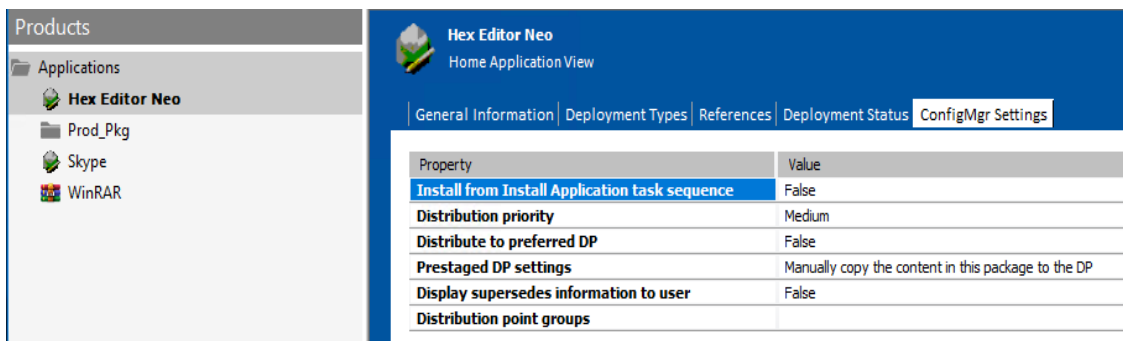 Products
Applications
Hex Editor Neo
Prod_Pkg
Skype
WinRAR
Hex Editor Neo
Home Application View
General Information Deployment Types References Deployment Status ConfigMgr Settings
Property Value
Install from Install Application task sequence False
Distribution priority Medium
Distribute to preferred DP False
Prestaged DP settings Manually copy the content in this package to the DP
Display supersedes information to user False
Distribution point groups